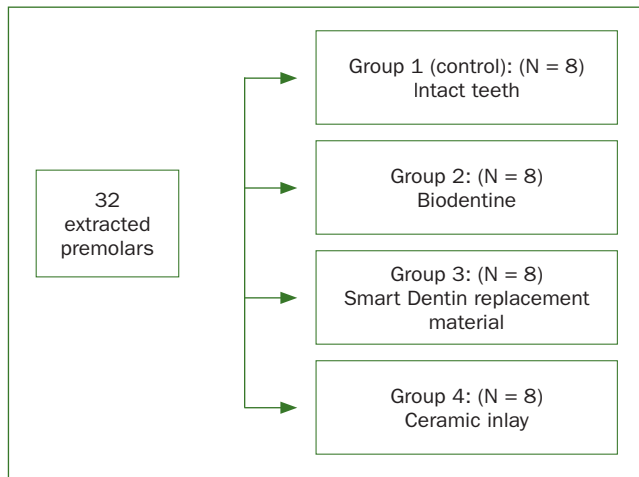 32
extracted
premolars
Group 1 (control): (N = 8)
Intact teeth
Group 2: (N = 8)
Biodentine
Group 3: (N = 8)
Smart Dentin replacement
material
Group 4: (N = 8)
Ceramic inlay